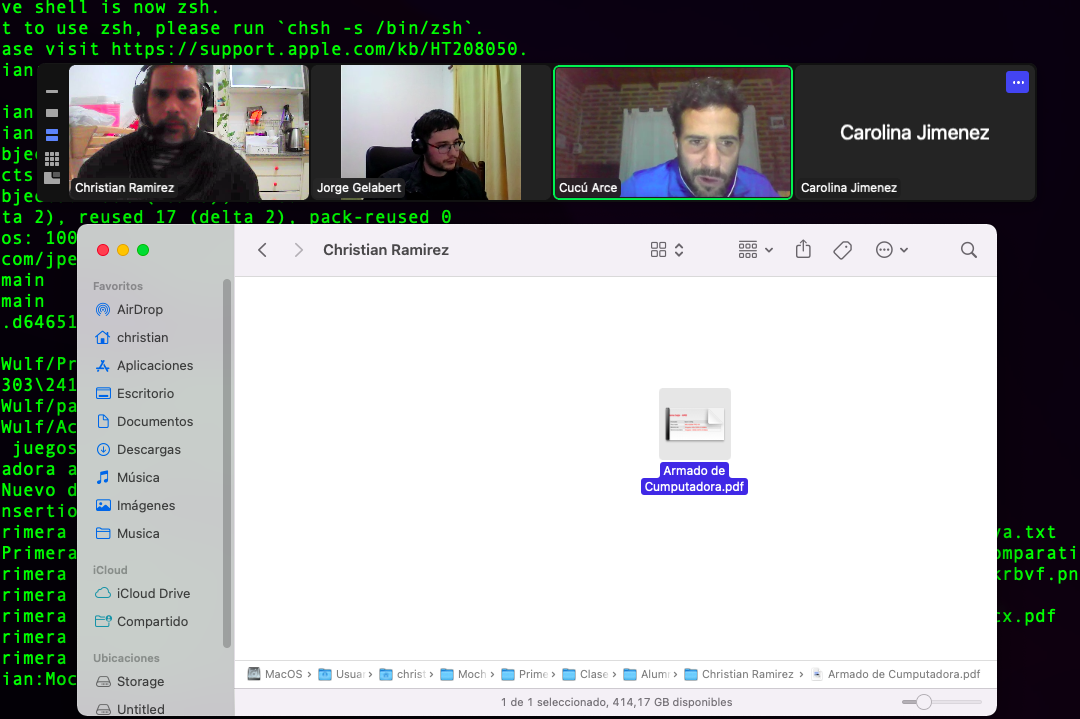 ve shell is now zsh.
t to use zsh, please run `chsh -s /bin/zsh`.
ase visit https://support.apple.com/kb/HT208050.
ian
Christian Ramirez
Jorge Gelabert
Cucú Arce
Carolina Jimenez
Carolina Jimenez
ian
ian
bje
cts
bje
ta 2), reused 17 (delta 2), pack-reused 0
os: 100
com/jpe
main
main
.d64651
Wulf/Pr
303\241
Wulf/pa
Wulf/Ac
juegos
adora a
Nuevo d
nsertio
rimera
va.txt
Primera
omparati
rimera
krbvf.pn
rimera
rimera
tx.pdf
rimera
rimera
ian:Moc
Christian Ramirez
Favoritos
AirDrop
christian
Aplicaciones
Escritorio
Documentos
Descargas
Música
Imágenes
Musica
iCloud
iCloud Drive
Compartido
Ubicaciones
Storage
Untitled
Armado de
Cumputadora.pdf
MacOS › Usuar › christ › Moch › Prime › Clase › Alumn › Christian Ramirez › Armado de Cumputadora.pdf
1 de 1 seleccionado, 414,17 GB disponibles